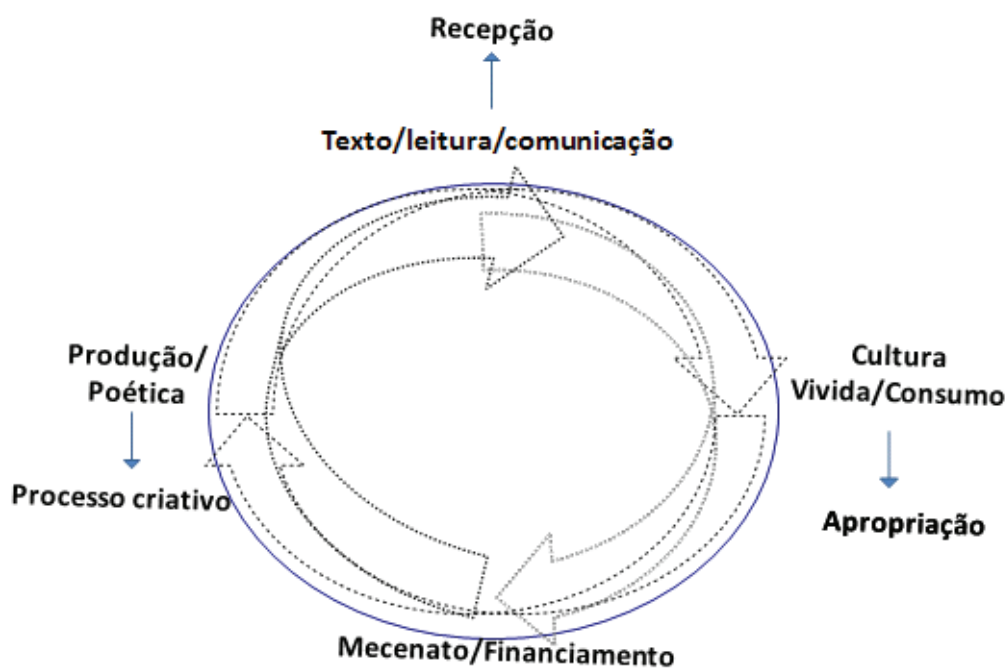 Recepção
Texto/leitura/comunicação
Produção/
Poética
Processo criativo
Cultura
Vivida/Consumo
Apropriação
Mecenato/Financiamento